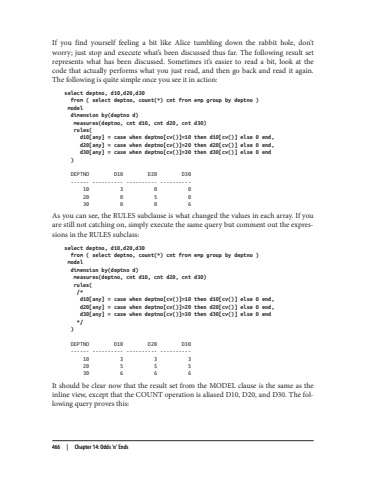 If you find yourself feeling a bit like Alice tumbling down the rabbit hole, don't
worry; just stop and execute what's been discussed thus far. The following result set
represents what has been discussed. Sometimes it's easier to read a bit, look at the
code that actually performs what you just read, and then go back and read it again.
The following is quite simple once you see it in action:
select deptno, d10,d20,d30
from ( select deptno, count(*) cnt from emp group by deptno )
model
dimension by(deptno d)
measures(deptno, cnt d10, cnt d20, cnt d30)
rules(
d10[any] = case when deptno[cv()]=10 then d10[cv()] else 0 end,
d20[any] = case when deptno[cv()]=20 then d20[cv()] else 0 end,
d30[any] = case when deptno[cv()]=30 then d30[cv()] else 0 end
)
DEPTNO D10 D20 D30
------ ---------- ---------- ----------
10 3 0 0
20 0 5 0
30 0 0 6
As you can see, the RULES subclause is what changed the values in each array. If you
are still not catching on, simply execute the same query but comment out the expres-
sions in the RULES subclass:
select deptno, d10,d20,d30
from ( select deptno, count(*) cnt from emp group by deptno )
model
dimension by(deptno d)
measures(deptno, cnt d10, cnt d20, cnt d30)
rules(
/*
d10[any] = case when deptno[cv()]=10 then d10[cv()] else 0 end,
d20[any] = case when deptno[cv()]=20 then d20[cv()] else 0 end,
d30[any] = case when deptno[cv()]=30 then d30[cv()] else 0 end
*/
)
DEPTNO D10 D20 D30
------ ---------- ---------- ----------
10 3 3 3
20 5 5 5
30 6 6 6
It should be clear now that the result set from the MODEL clause is the same as the
inline view, except that the COUNT operation is aliased D10, D20, and D30. The fol-
lowing query proves this:
466 | Chapter 14: Odds 'n' Ends